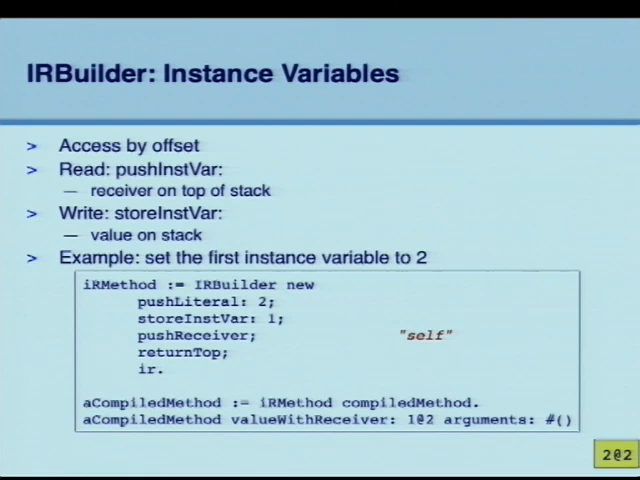 IRBuilder: Instance Variables
> Access by offset
> Read: pushInstVar:
— receiver on top of stack
> Write: storeInstVar:
— value on stack
> Example: set the first instance variable to 2
iRMethod := IRBuilder new
pushLiteral: 2;
storeInstVar: 1;
pushReceiver; "self"
returnTop;
ir.
aCompiledMethod := iRMethod compiledMethod.
aCompiledMethod valueWithReceiver: 1@2 arguments: #()
2@2